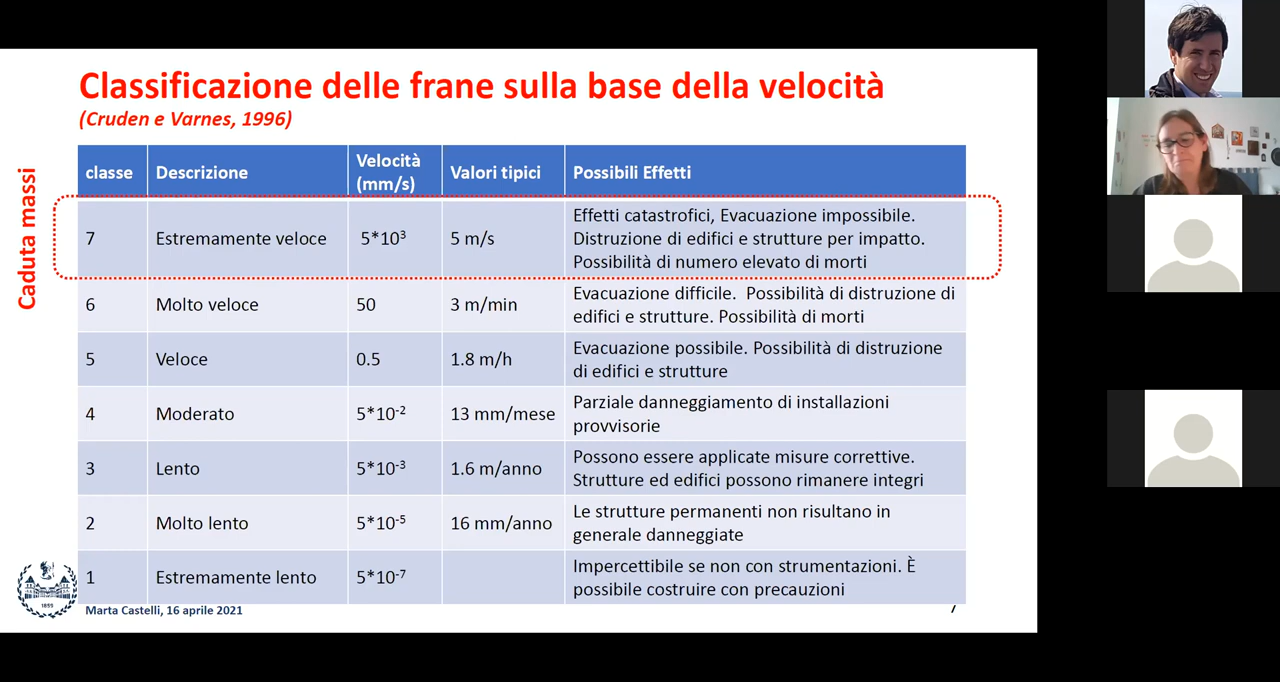 Classificazione delle frane sulla base della velocità
(Cruden e Varnes, 1996)
Caduta massi
classe Descrizione Velocità (mm/s) Valori tipici Possibili Effetti
7 Estremamente veloce 5*10³ 5 m/s Effetti catastrofici, Evacuazione impossibile.
Distruzione di edifici e strutture per impatto.
Possibilità di numero elevato di morti
6 Molto veloce 50 3 m/min Evacuazione difficile. Possibilità di distruzione di
edifici e strutture. Possibilità di morti
5 Veloce 0.5 1.8 m/h Evacuazione possibile. Possibilità di distruzione
di edifici e strutture
4 Moderato 5*10⁻² 13 mm/mese Parziale danneggiamento di installazioni
provvisorie
3 Lento 5*10⁻³ 1.6 m/anno Possono essere applicate misure correttive.
Strutture ed edifici possono rimanere integri
2 Molto lento 5*10⁻⁵ 16 mm/anno Le strutture permanenti non risultano in
generale danneggiate
1 Estremamente lento 5*10⁻⁷ Impercettibile se non con strumentazioni. È
possibile costruire con precauzioni
1859
Marta Castelli, 16 aprile 2021
7